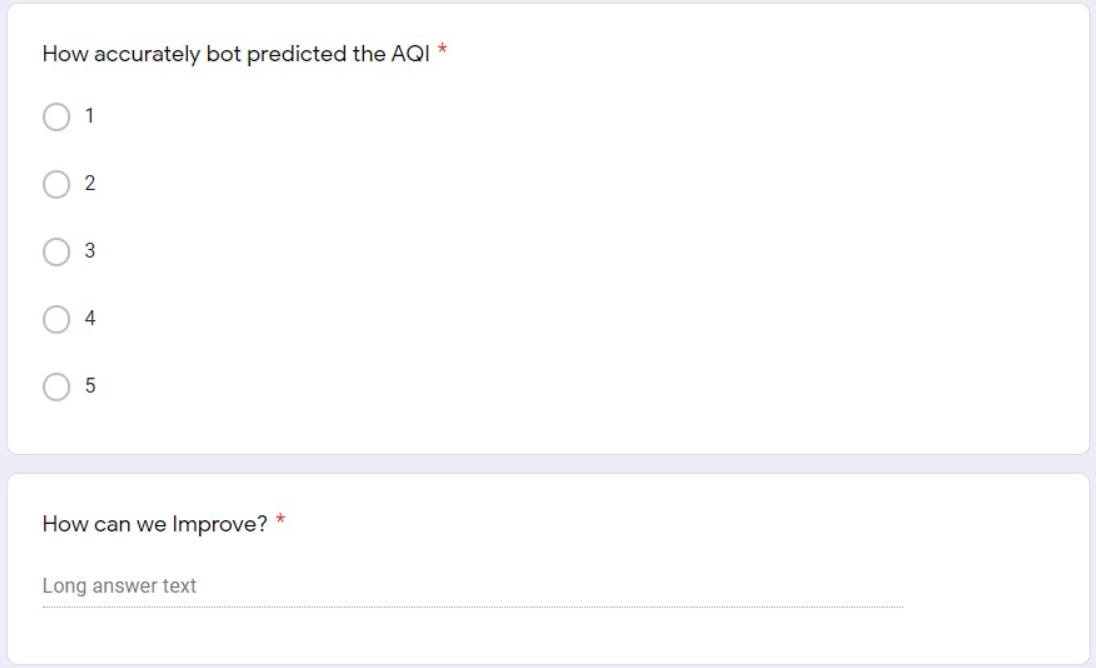 How accurately bot predicted the AQI *
1
2
3
4
5
How can we Improve? *
Long answer text